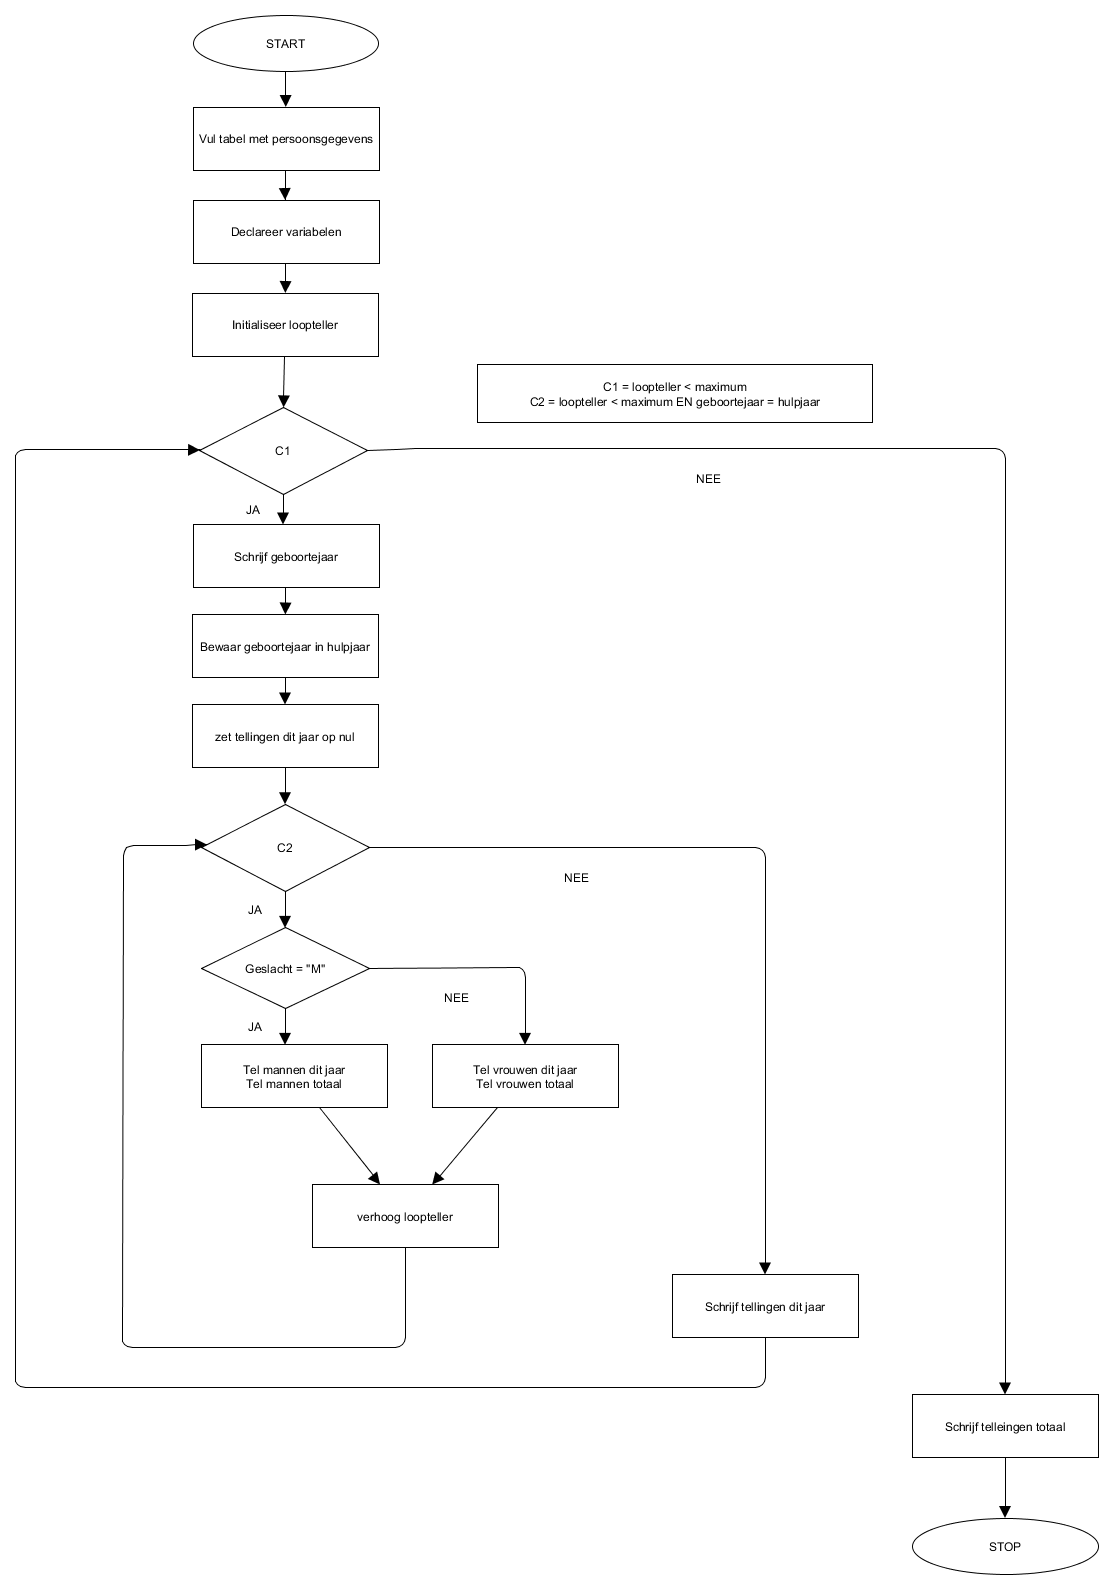 START
Vul tabel met persoonsgegevens
Declareer variabelen
Initialiseer loopteller
C1 = loopteller < maximum
C2 = loopteller < maximum EN geboortejaar = hulpjaar
C1
NEE
JA
Schrijf geboortejaar
Bewaar geboortejaar in hulpjaar
zet tellingen dit jaar op nul
C2
NEE
JA
Geslacht = "M"
NEE
JA
Tel mannen dit jaar
Tel mannen totaal
Tel vrouwen dit jaar
Tel vrouwen totaal
verhoog loopteller
Schrijf tellingen dit jaar
Schrijf telleingen totaal
STOP